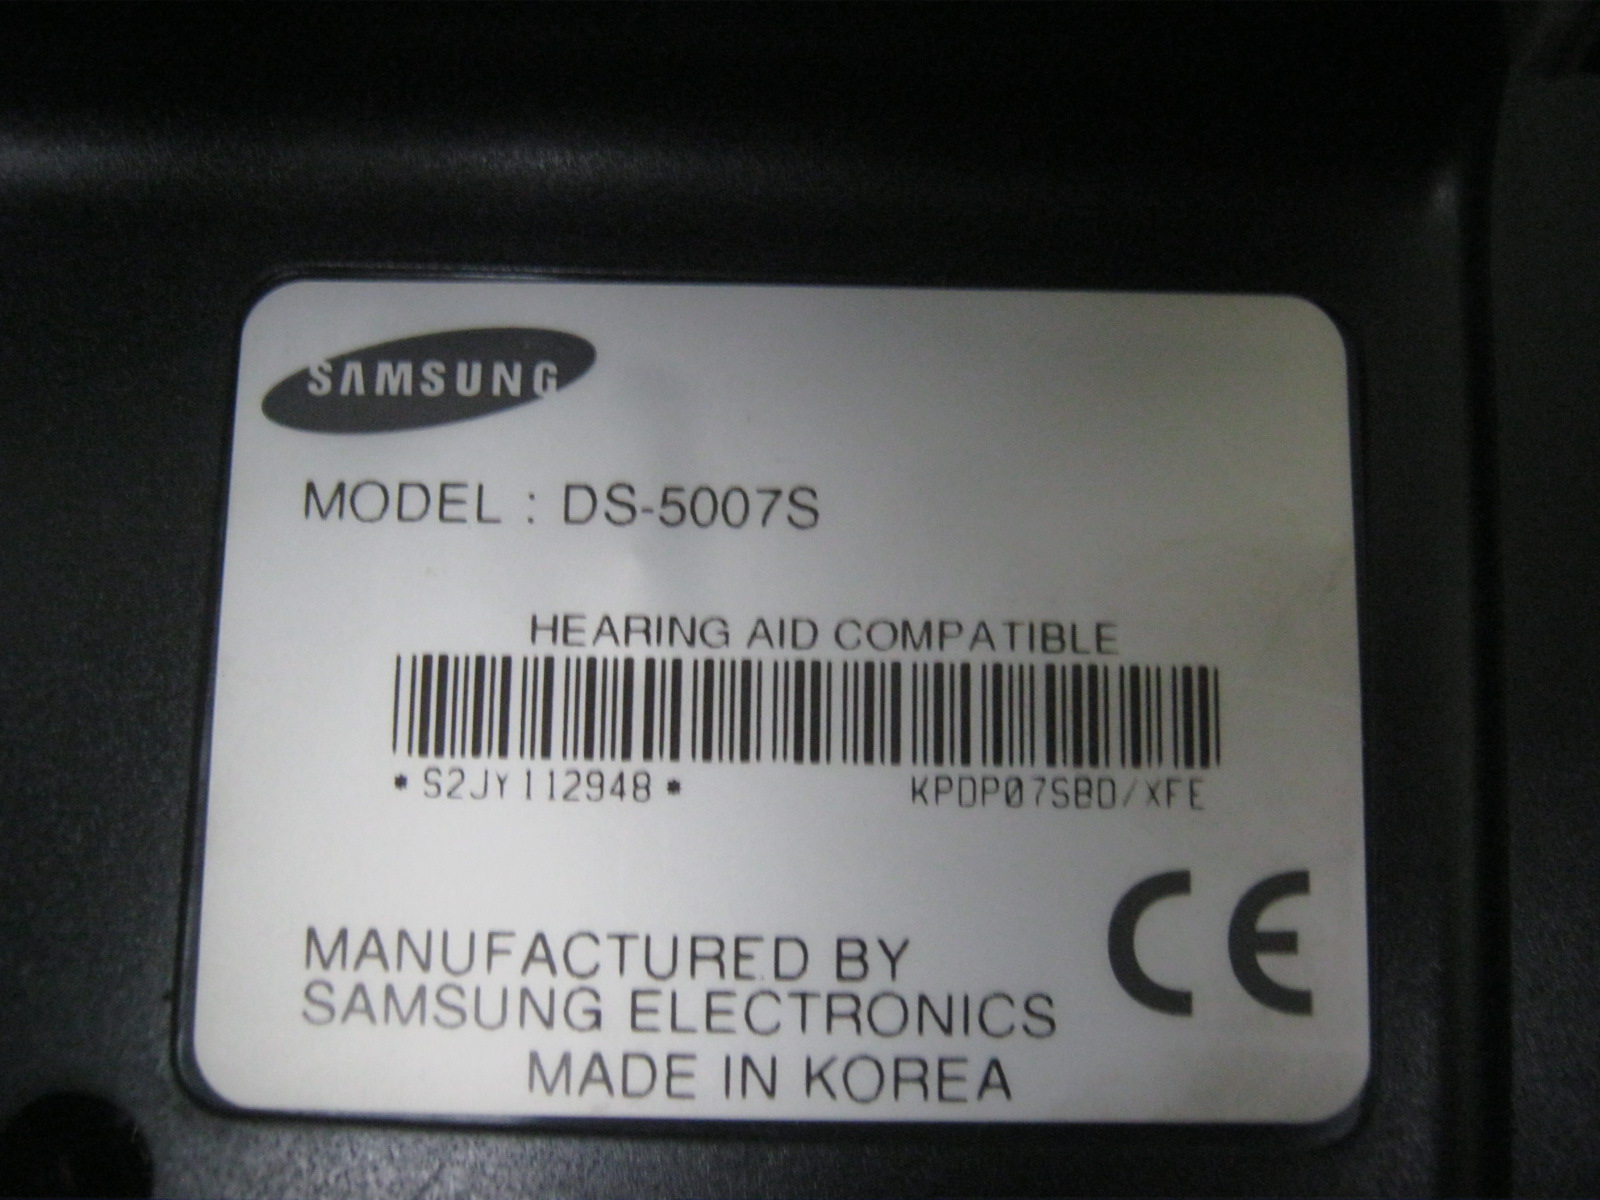 SAMSUNG
MODEL : DS-5007S
HEARING AID COMPATIBLE
*S2JY112948* KPDP07SBD/XFE
CE
MANUFACTURED BY
SAMSUNG ELECTRONICS
MADE IN KOREA